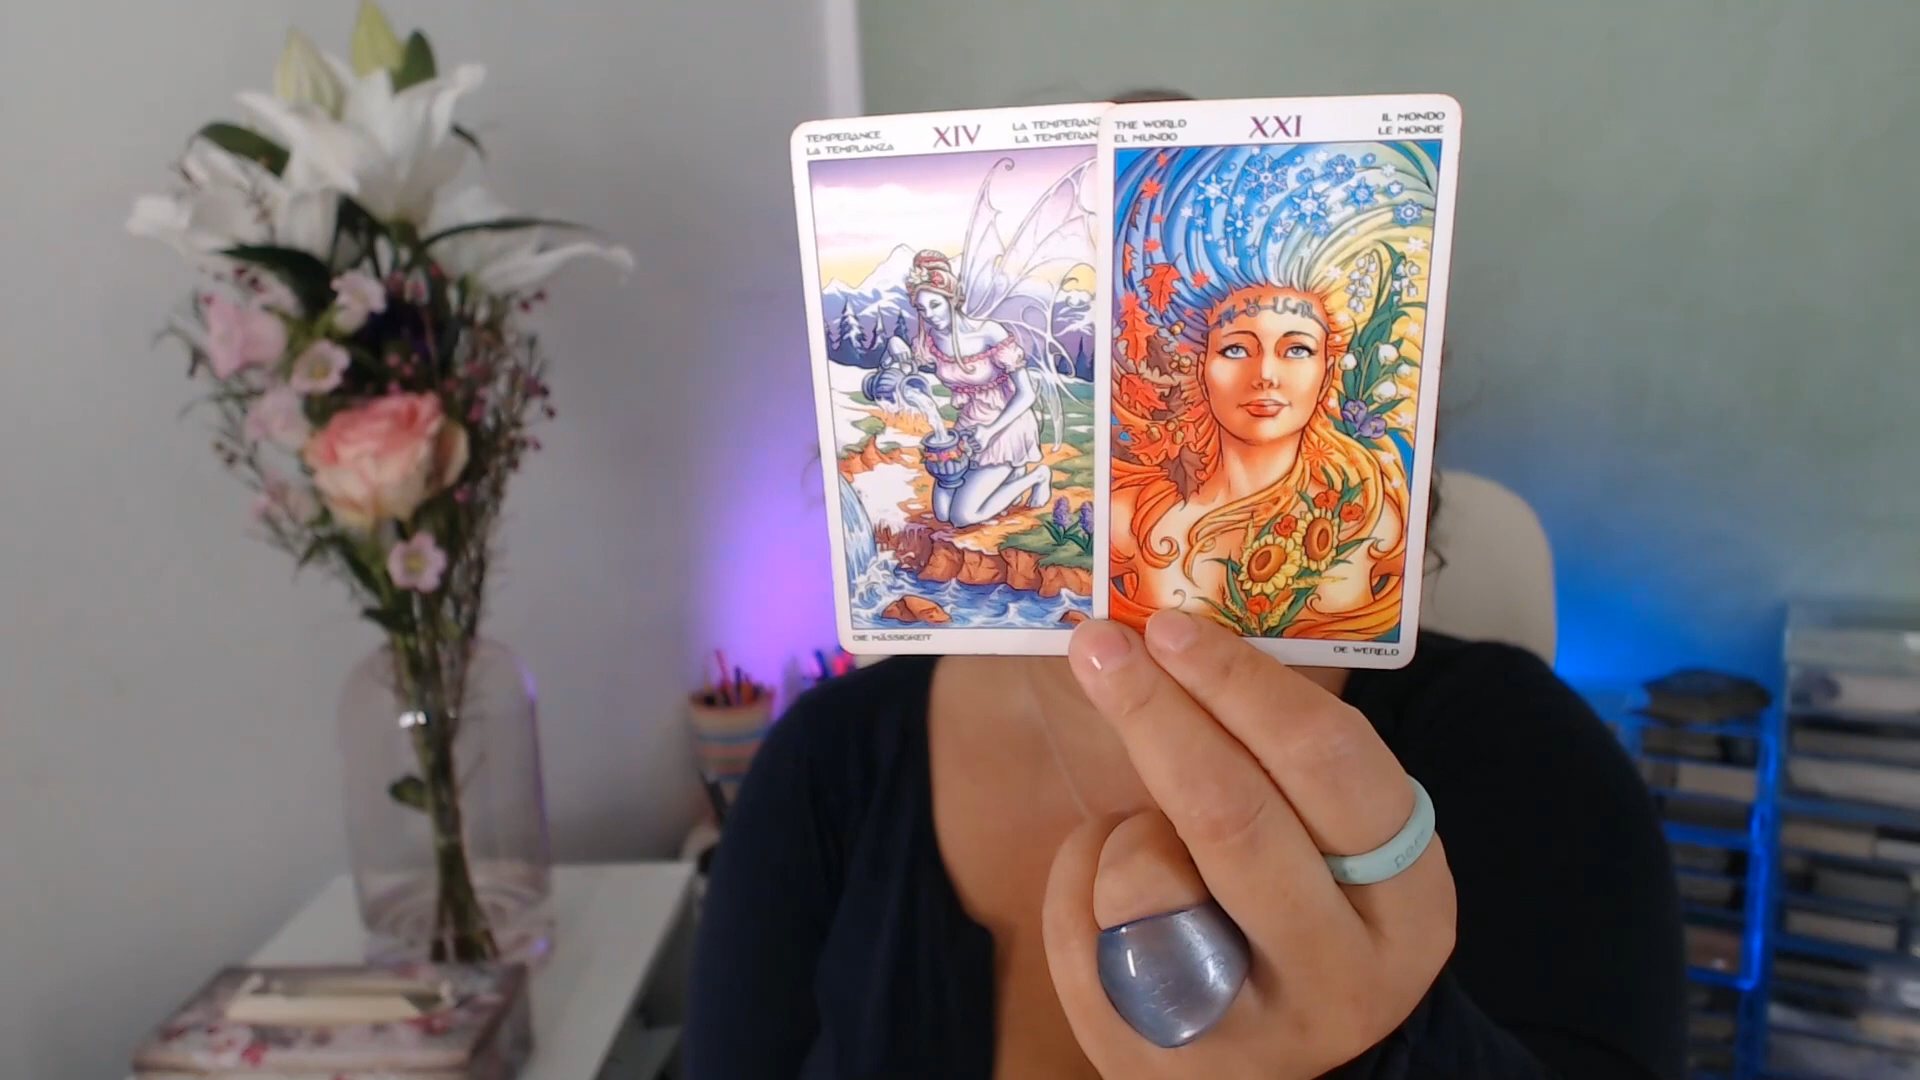 TEMPERANCE
LA TEMPLANZA
XIV
LA TEMPERAN
LA TEMPÉRAN
DIE MÄSSIGKEIT
THE WORLD
EL MUNDO
XXI
IL MONDO
LE MONDE
DE WERELD